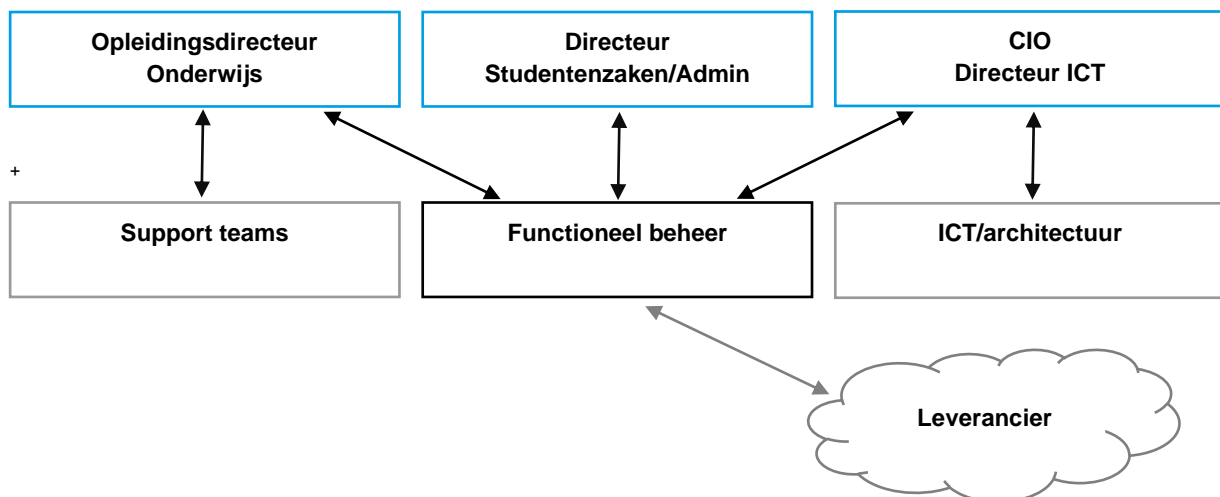 Opleidingsdirecteur
Onderwijs
Directeur
Studentenzaken/Admin
CIO
Directeur ICT
+
Support teams
Functioneel beheer
ICT/architectuur
Leverancier